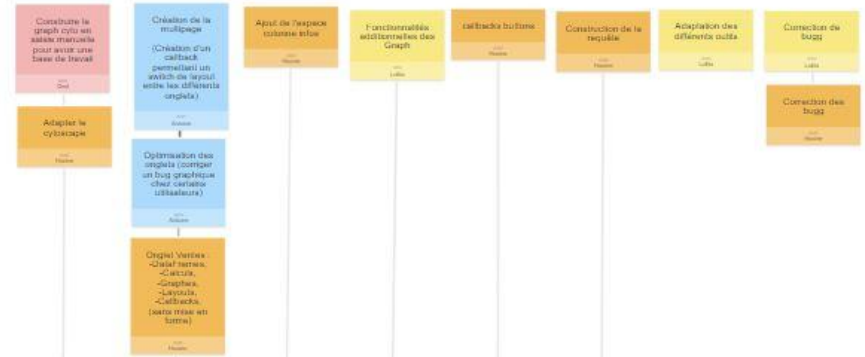 Construire le
graph cyto en
saisie manuelle
pour avoir une
base de travail
Adapter le
cytoscape
Création de la
multipage
(Création d'un
callback
permettant un
switch de layout
entre les différents
onglets)
Optimisation des
onglets (corriger
un bug graphique
chez certains
utilisateurs)
Onglet Ventes :
-DataFrames,
-Calculs,
-Graphes,
-Layouts,
-Callbacks,
(sans mise en
forme)
Ajout de l'espece
colonne infos
Fonctionnalités
additionnelles des
Graph
callbacks buttons
Construction de la
requête
Adaptation des
différents outils
Correction de
bugg
Correction des
bugg